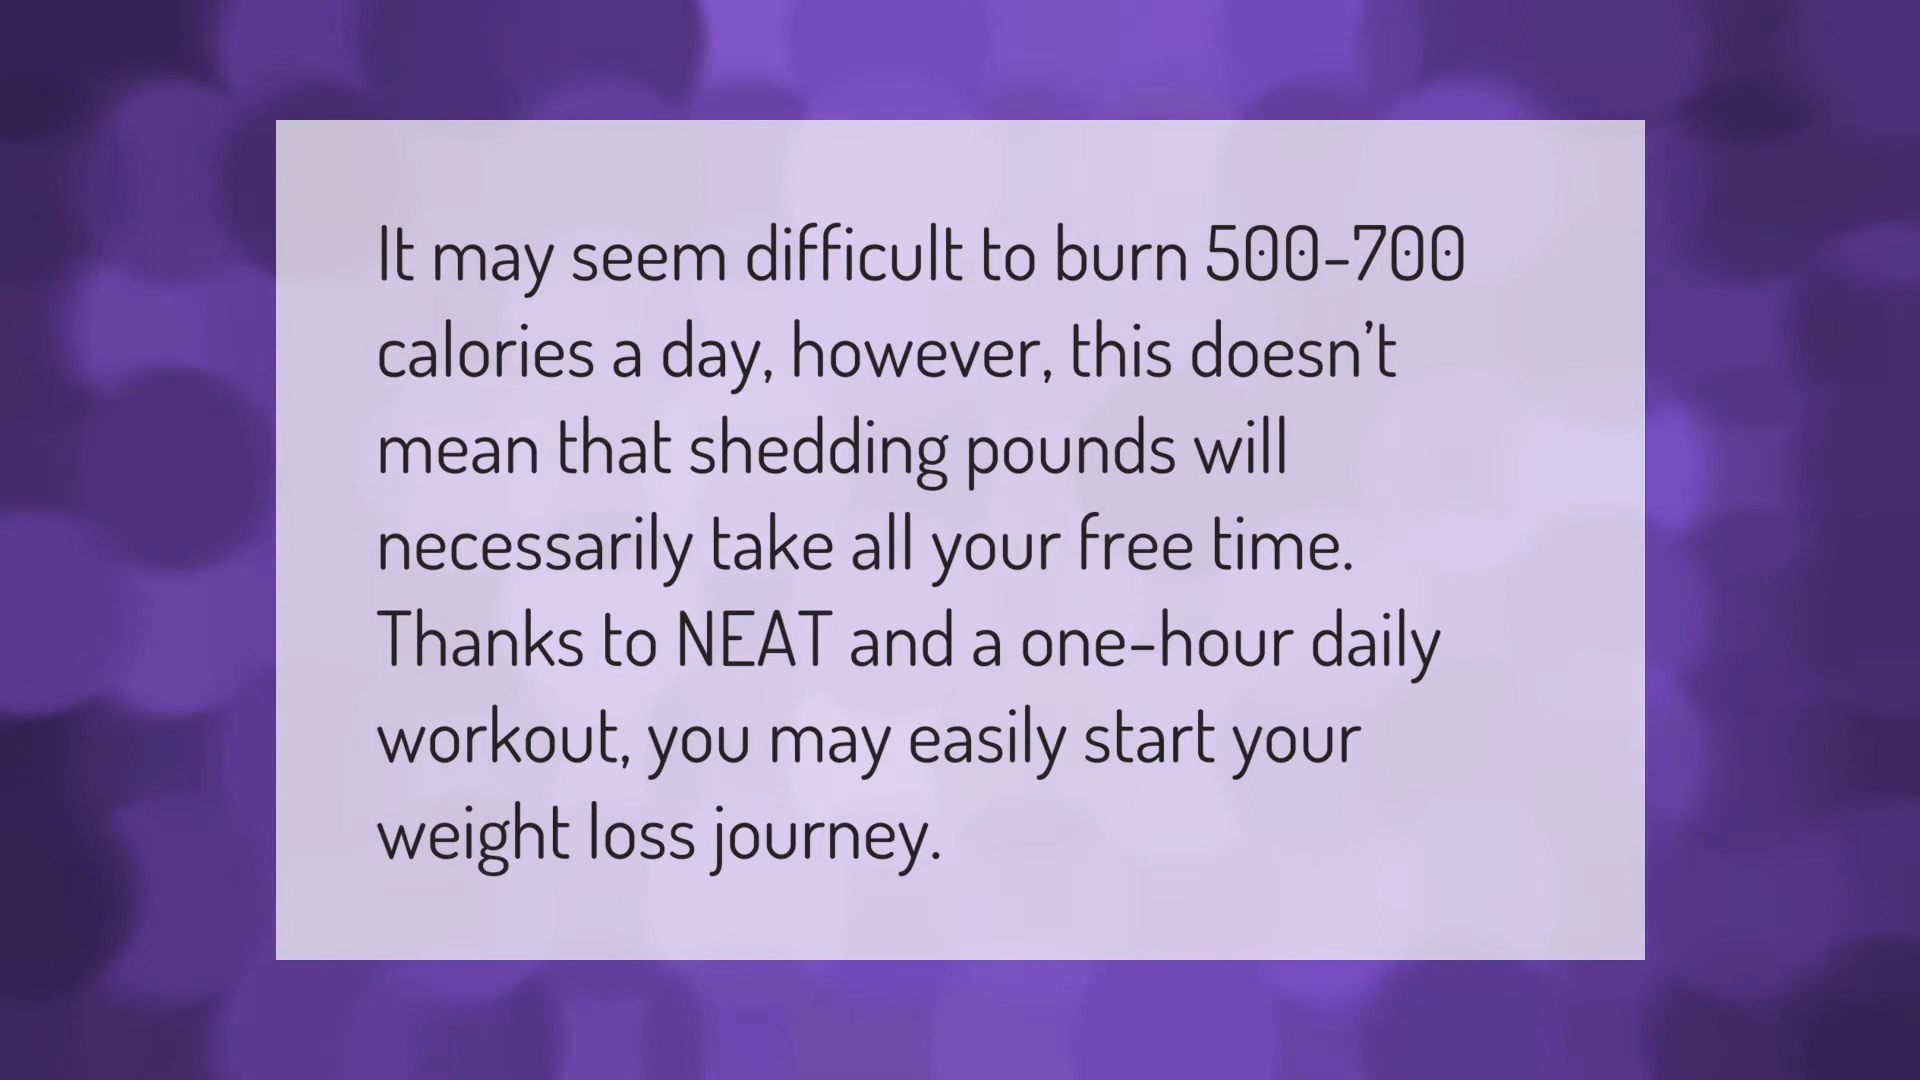 It may seem difficult to burn 500-700
calories a day, however, this doesn't
mean that shedding pounds will
necessarily take all your free time.
Thanks to NEAT and a one-hour daily
workout, you may easily start your
weight loss journey.